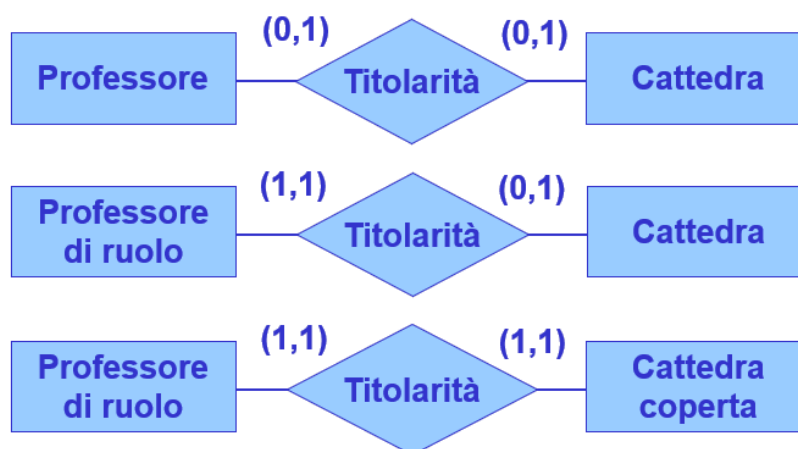 (0,1) (0,1)
Professore Titolarità Cattedra
(1,1) (0,1)
Professore
di ruolo Titolarità Cattedra
(1,1) (1,1)
Professore
di ruolo Titolarità Cattedra
coperta